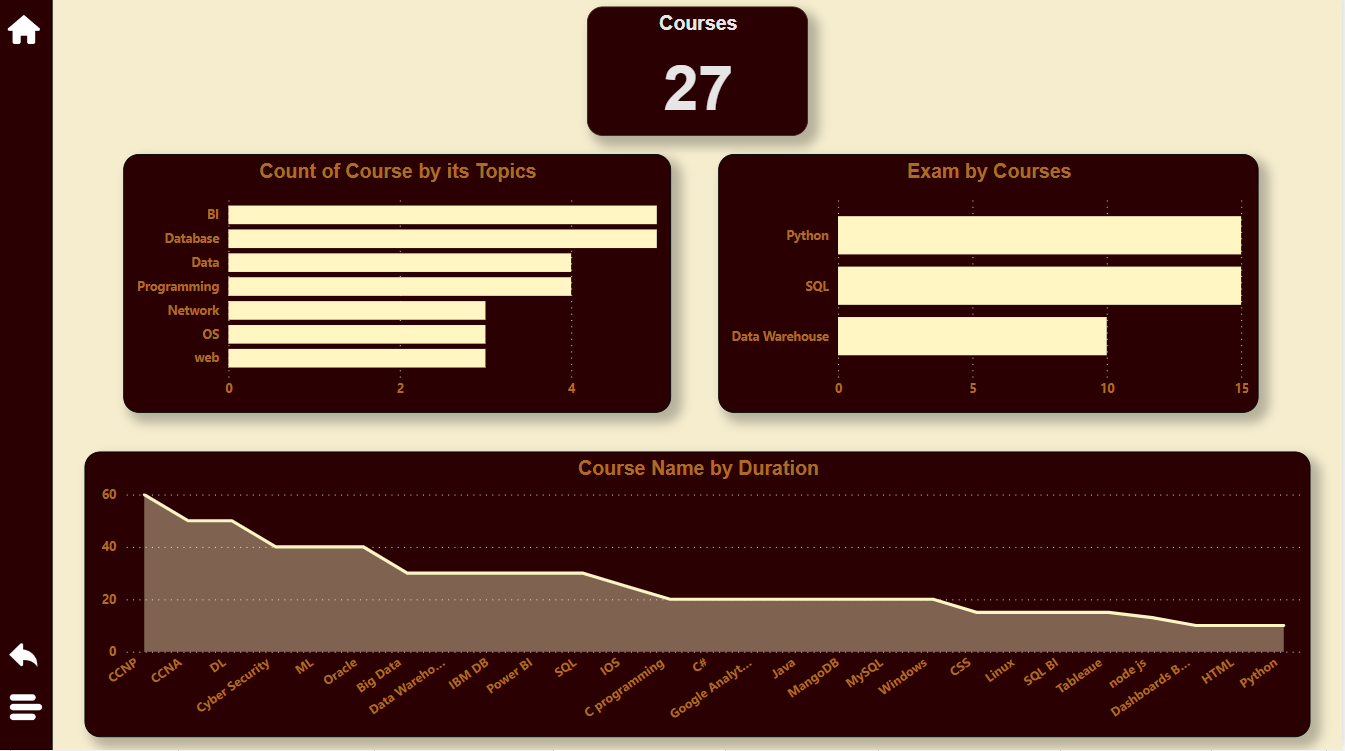 Courses
27
Count of Course by its Topics
BI
Database
Data
Programming
Network
OS
web
0 2 4
Exam by Courses
Python
SQL
Data Warehouse
0 5 10 15
Course Name by Duration
60
40
20
0
CCNP CCNA DL Cyber Security ML Oracle Big Data Data Wareho... IBM DB Power BI SQL IOS C programming C# Google Analyt... Java MangoDB MySQL Windows CSS Linux SQL BI Tableaue node js Dashboards B... HTML Python